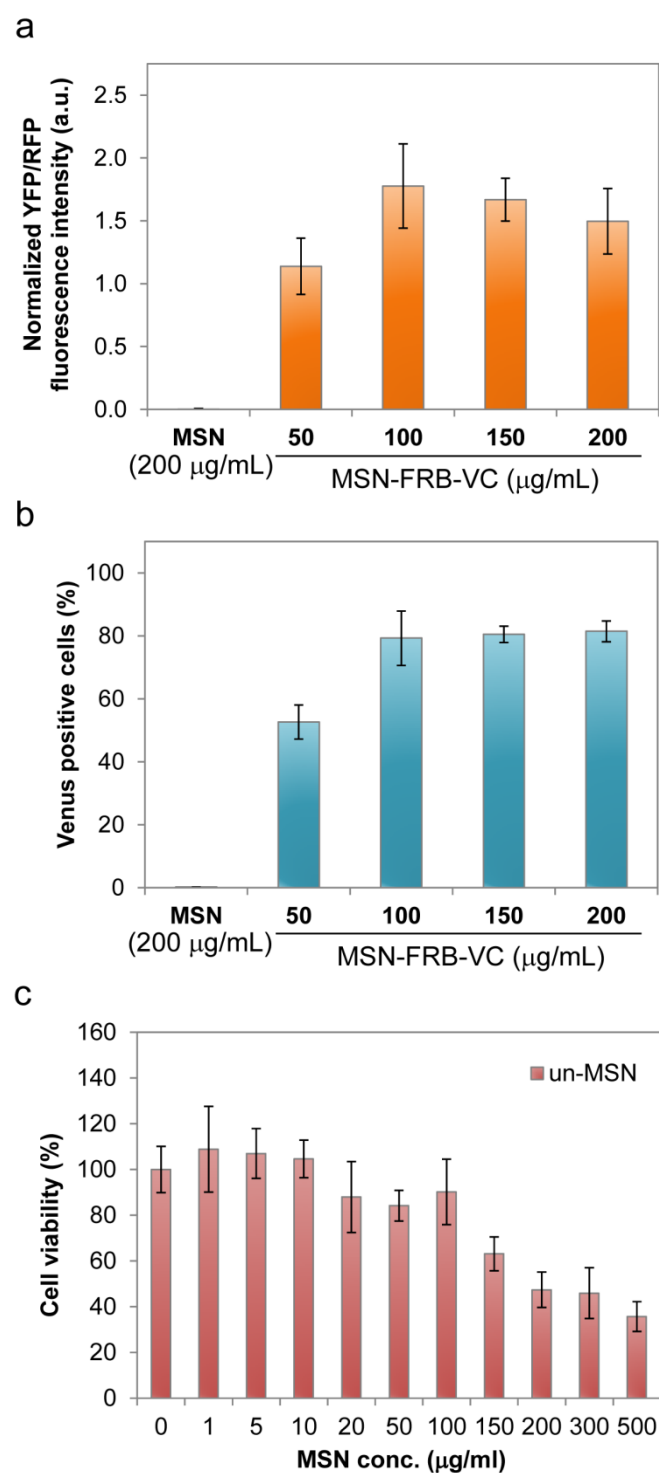 a
Normalized YFP/RFP
fluorescence intensity (a.u.)
2.5
2.0
1.5
1.0
0.5
0.0
MSN 50 100 150 200
(200 μg/mL) MSN-FRB-VC (μg/mL)
b
Venus positive cells (%)
100
80
60
40
20
0
MSN 50 100 150 200
(200 μg/mL) MSN-FRB-VC (μg/mL)
c
Cell viability (%)
160
140
120
100
80
60
40
20
0
un-MSN
0 1 5 10 20 50 100 150 200 300 500
MSN conc. (μg/ml)